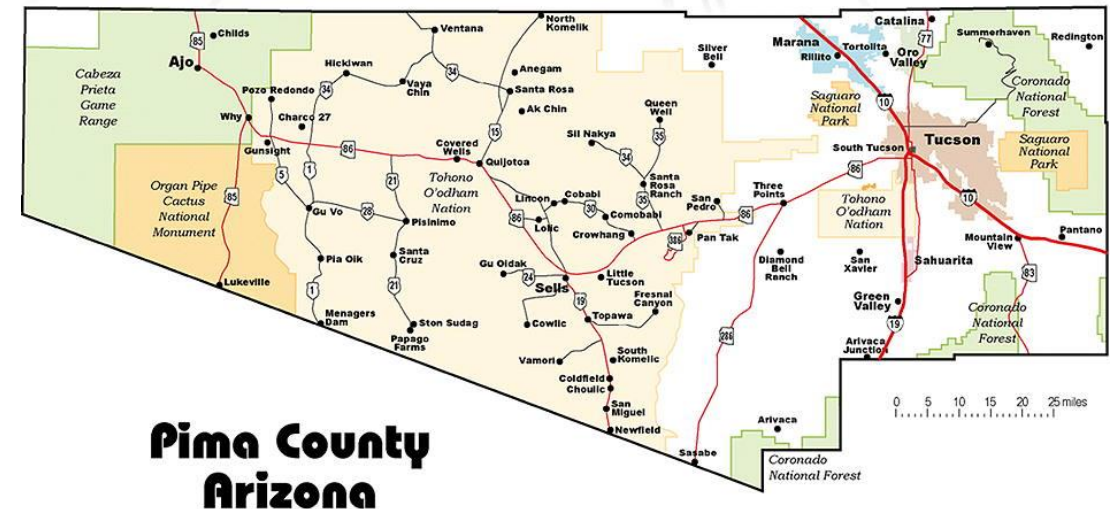 85
Childs
Ajo
Cabeza
Prieta
Game
Range
Ventana
North
Komelik
Hickiwan
34
34
Vaya
Chin
Anegam
Santa Rosa
Ak Chin
Pozo Redondo
Why
Charco 27
Gunsight
86
15
Covered
Wells
Quijotoa
Silver
Bell
Queen
Well
Sil Nakya
35
34
Santa
Rosa
Ranch
35
Marana
Tortolita
Rillito
Catalina
77
Oro
Valley
Summerhaven
Redington
Coronado
National
Forest
10
Saguaro
National
Park
South Tucson
Tucson
Saguaro
National
Park
86
Organ Pipe
Cactus
National
Monument
85
5
1
Gu Vo
28
21
Pisinimo
Tohono
O'odham
Nation
Lincon
Cobabi
30
Comobabi
86
Lolic
Crowhang
San
Pedro
86
Three
Points
386
Pan Tak
Tohono
O'odham
Nation
10
Mountain
View
Pantano
Lukeville
Pia Oik
Santa
Cruz
Gu Oidak
24
Sells
Little
Tucson
Diamond
Bell
Ranch
San
Xavier
Sahuarita
83
1
Menagers
Dam
21
Ston Sudag
Papago
Farms
Cowlic
19
Topawa
Fresnal
Canyon
286
Green
Valley
19
Coronado
National
Forest
Arivaca
Junction
Vamori
South
Komelic
Coldfield
Choulic
San
Miguel
Newfield
0 5 10 15 20 25 miles
Arivaca
Sasabe
Coronado
National Forest
Pima County
Arizona